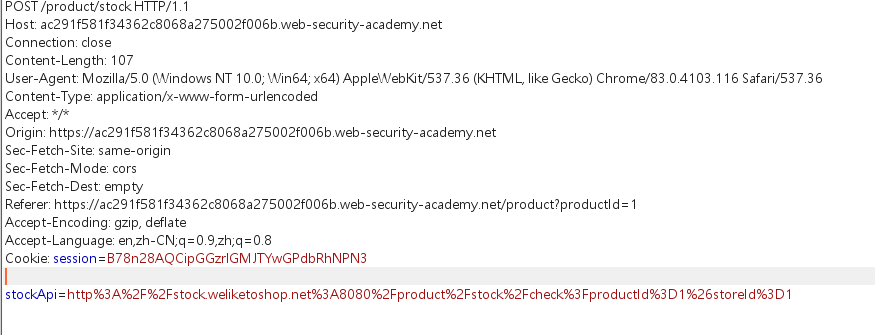 POST /product/stock HTTP/1.1
Host: ac291f581f34362c8068a275002f006b.web-security-academy.net
Connection: close
Content-Length: 107
User-Agent: Mozilla/5.0 (Windows NT 10.0; Win64; x64) AppleWebKit/537.36 (KHTML, like Gecko) Chrome/83.0.4103.116 Safari/537.36
Content-Type: application/x-www-form-urlencoded
Accept: */*
Origin: https://ac291f581f34362c8068a275002f006b.web-security-academy.net
Sec-Fetch-Site: same-origin
Sec-Fetch-Mode: cors
Sec-Fetch-Dest: empty
Referer: https://ac291f581f34362c8068a275002f006b.web-security-academy.net/product?productId=1
Accept-Encoding: gzip, deflate
Accept-Language: en,zh-CN;q=0.9,zh;q=0.8
Cookie: session=B78n28AQCipGGzrlGMJTYwGPdbRhNPN3
stockApi=http%3A%2F%2Fstock.weliketoshop.net%3A8080%2Fproduct%2Fstock%2Fcheck%3FproductId%3D1%26storeId%3D1